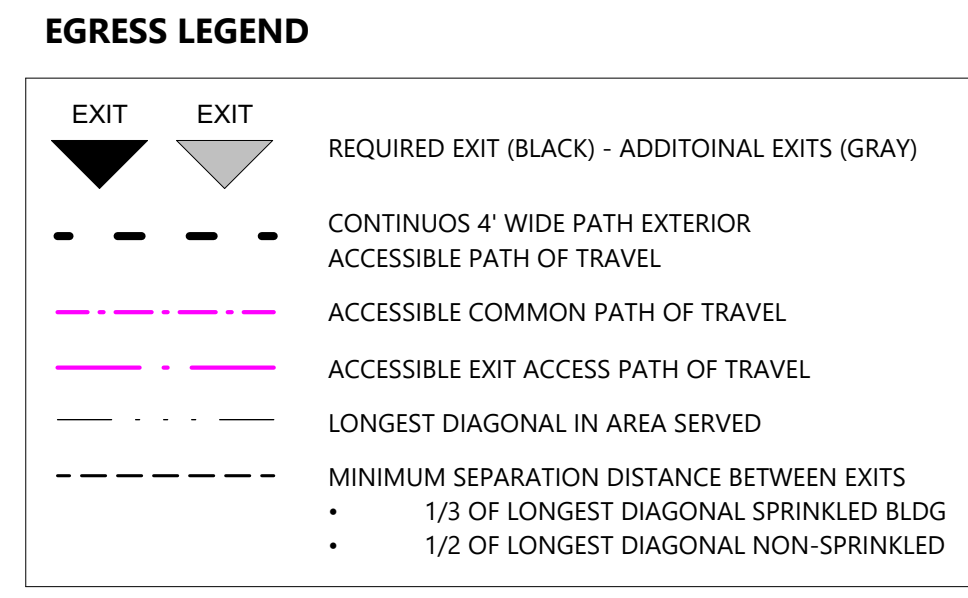 EGRESS LEGEND
EXIT EXIT
REQUIRED EXIT (BLACK) - ADDITOINAL EXITS (GRAY)
CONTINUOS 4' WIDE PATH EXTERIOR
ACCESSIBLE PATH OF TRAVEL
ACCESSIBLE COMMON PATH OF TRAVEL
ACCESSIBLE EXIT ACCESS PATH OF TRAVEL
LONGEST DIAGONAL IN AREA SERVED
MINIMUM SEPARATION DISTANCE BETWEEN EXITS
• 1/3 OF LONGEST DIAGONAL SPRINKLED BLDG
• 1/2 OF LONGEST DIAGONAL NON-SPRINKLED